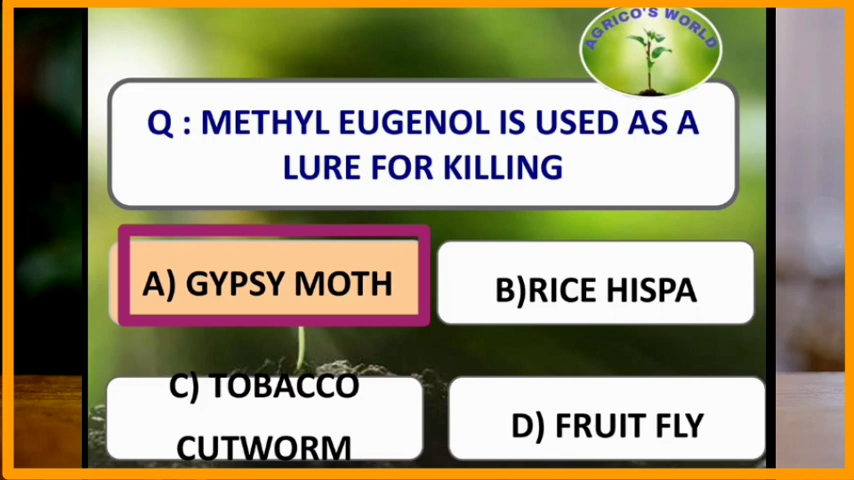 AGRICO'S WORLD
Q : METHYL EUGENOL IS USED AS A
LURE FOR KILLING
A) GYPSY MOTH
B)RICE HISPA
C) TOBACCO
CUTWORM
D) FRUIT FLY